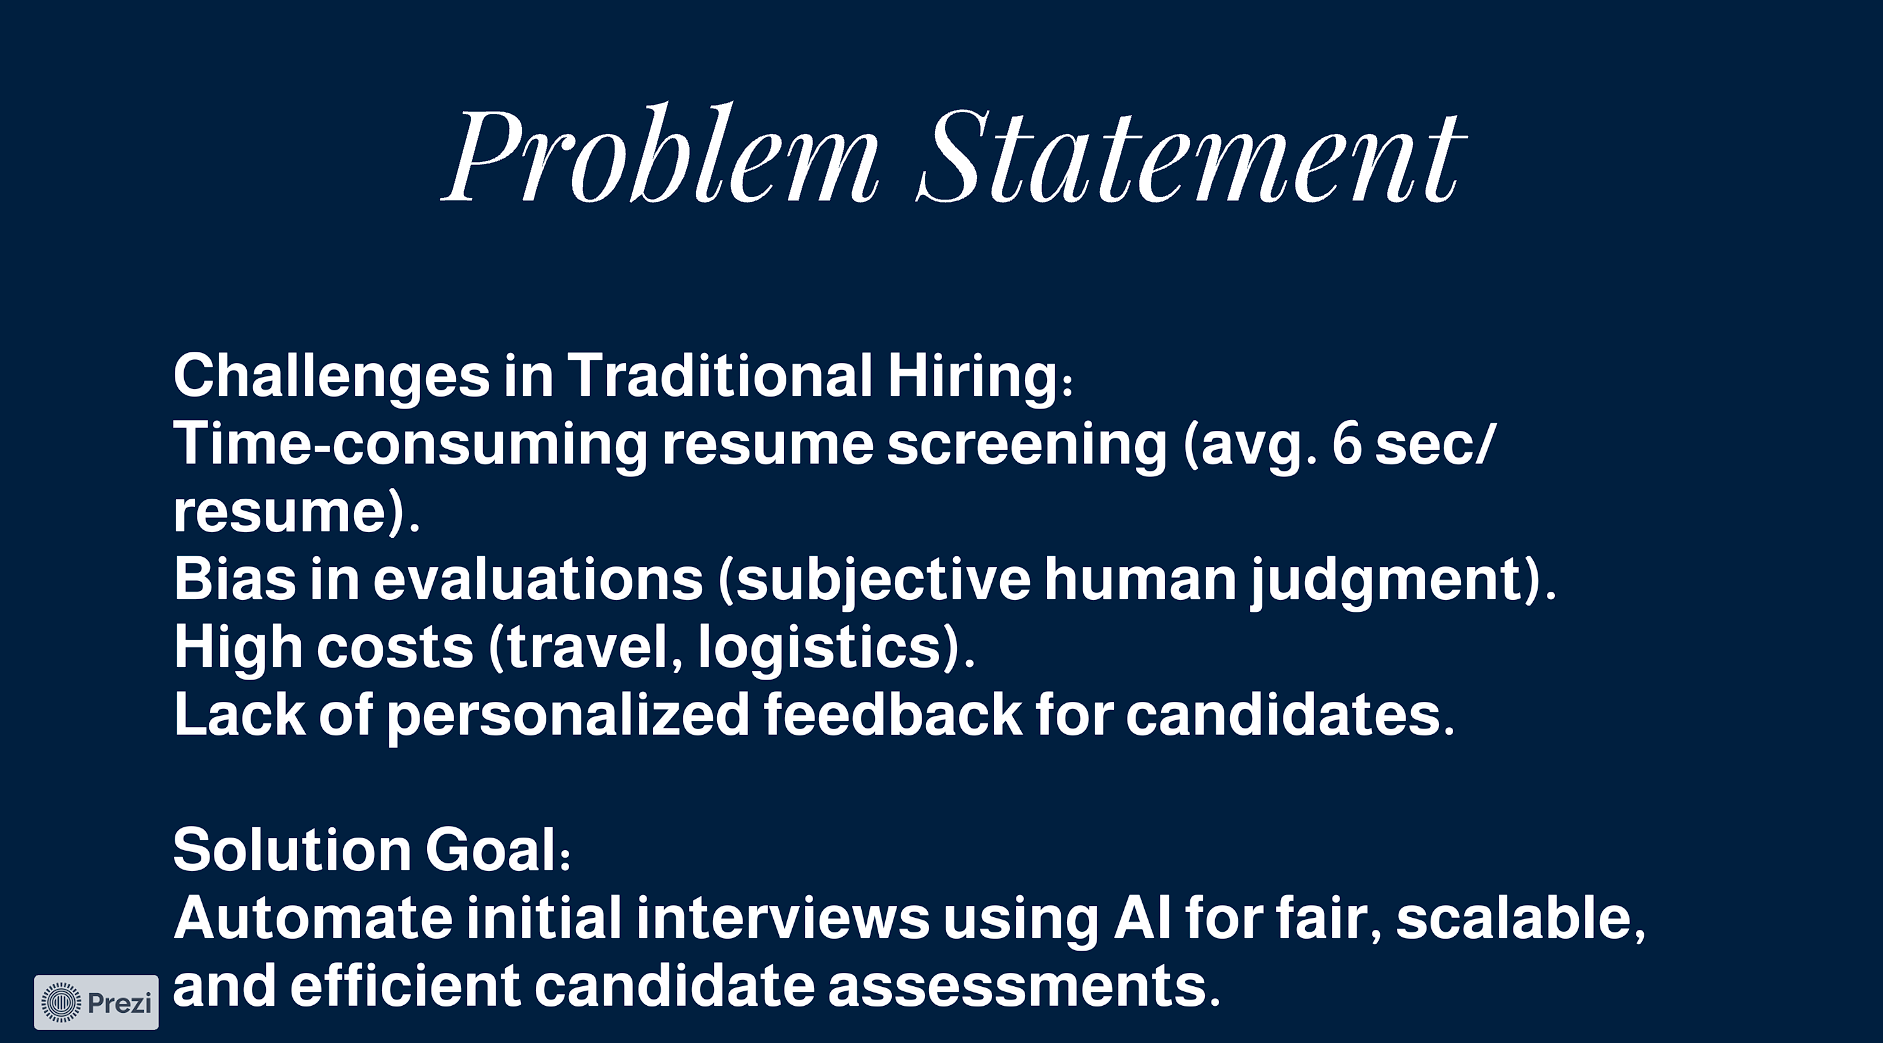 Problem Statement
Challenges in Traditional Hiring:
Time-consuming resume screening (avg. 6 sec/
resume).
Bias in evaluations (subjective human judgment).
High costs (travel, logistics).
Lack of personalized feedback for candidates.
Solution Goal:
Automate initial interviews using AI for fair, scalable,
and efficient candidate assessments.
Prezi